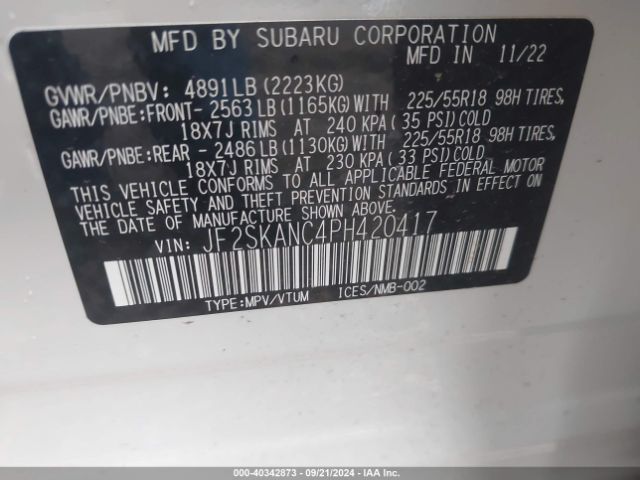 MFD BY SUBARU CORPORATION
MFD IN 11/22
GVWR/PNBV: 4891LB (2223KG)
GAWR/PNBE:FRONT- 2563LB(1165KG)WITH 225/55R18 98H TIRES,
18X7J RIMS AT 240 KPA( 35 PSI)COLD
GAWR/PNBE:REAR - 2486LB(1130KG)WITH 225/55R18 98H TIRES,
18X7J RIMS AT 230 KPA( 33 PSI)COLD
THIS VEHICLE CONFORMS TO ALL APPLICABLE FEDERAL MOTOR
VEHICLE SAFETY AND THEFT PREVENTION STANDARDS IN EFFECT ON
THE DATE OF MANUFACTURE SHOWN ABOVE.
VIN: JF2SKANC4PH420417
TYPE:MPV/VTUM ICES/NMB-002
000-40342873 - 09/21/2024 - IAA Inc.